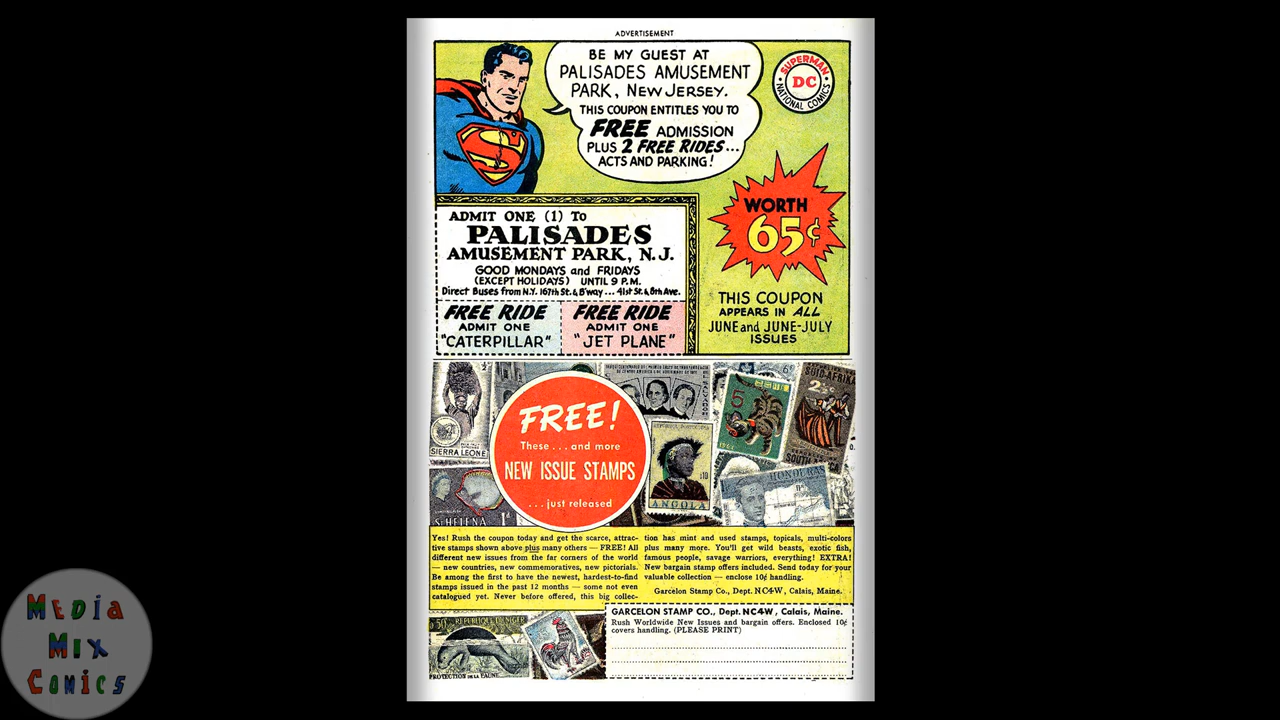 ADVERTISEMENT
BE MY GUEST AT
PALISADES AMUSEMENT
PARK, NEW JERSEY.
THIS COUPON ENTITLES YOU TO
FREE ADMISSION
PLUS 2 FREE RIDES...
ACTS AND PARKING!
SUPERMAN
DC
NATIONAL COMICS
WORTH
65¢
THIS COUPON
APPEARS IN ALL
JUNE and JUNE-JULY
ISSUES
ADMIT ONE (1) To
PALISADES
AMUSEMENT PARK, N.J.
GOOD MONDAYS and FRIDAYS
(EXCEPT HOLIDAYS) UNTIL 9 P.M.
Direct Buses from N.Y. 167th St. & B'way...41st St. & 8th Ave.
FREE RIDE
ADMIT ONE
"CATERPILLAR"
FREE RIDE
ADMIT ONE
"JET PLANE"
SIERRA LEONE
ST HELENA
1d
FREE!
These...and more
NEW ISSUE STAMPS
...just released
10
ANGOLA
5
6¢
2½c
SUID-AFRIKA
HONDURAS
Yes! Rush the coupon today and get the scarce, attrac-
tive stamps shown above plus many others — FREE! All
different new issues from the far corners of the world
— new countries, new commemoratives, new pictorials.
Be among the first to have the newest, hardest-to-find
stamps issued in the past 12 months — some not even
catalogued yet. Never before offered, this big collec-
tion has mint and used stamps, topicals, multi-colors
plus many more. You'll get wild beasts, exotic fish,
famous people, savage warriors, everything! EXTRA!
New bargain stamp offers included. Send today for your
valuable collection — enclose 10¢ handling.
Garcelon Stamp Co., Dept. NC4W, Calais, Maine.
50F REPUBLIQUE DU NIGER
PROTECTION DE LA FAUNE
GARCELON STAMP CO., Dept. NC4W, Calais, Maine.
Rush Worldwide New Issues and bargain offers. Enclosed 10¢
covers handling. (PLEASE PRINT)
MEDIA
MIX
COMICS